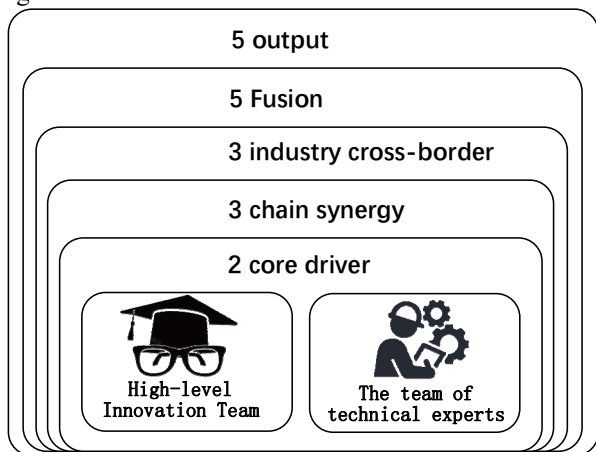 5 output
5 Fusion
3 industry cross-border
3 chain synergy
2 core driver
High-level
Innovation Team
The team of
technical experts